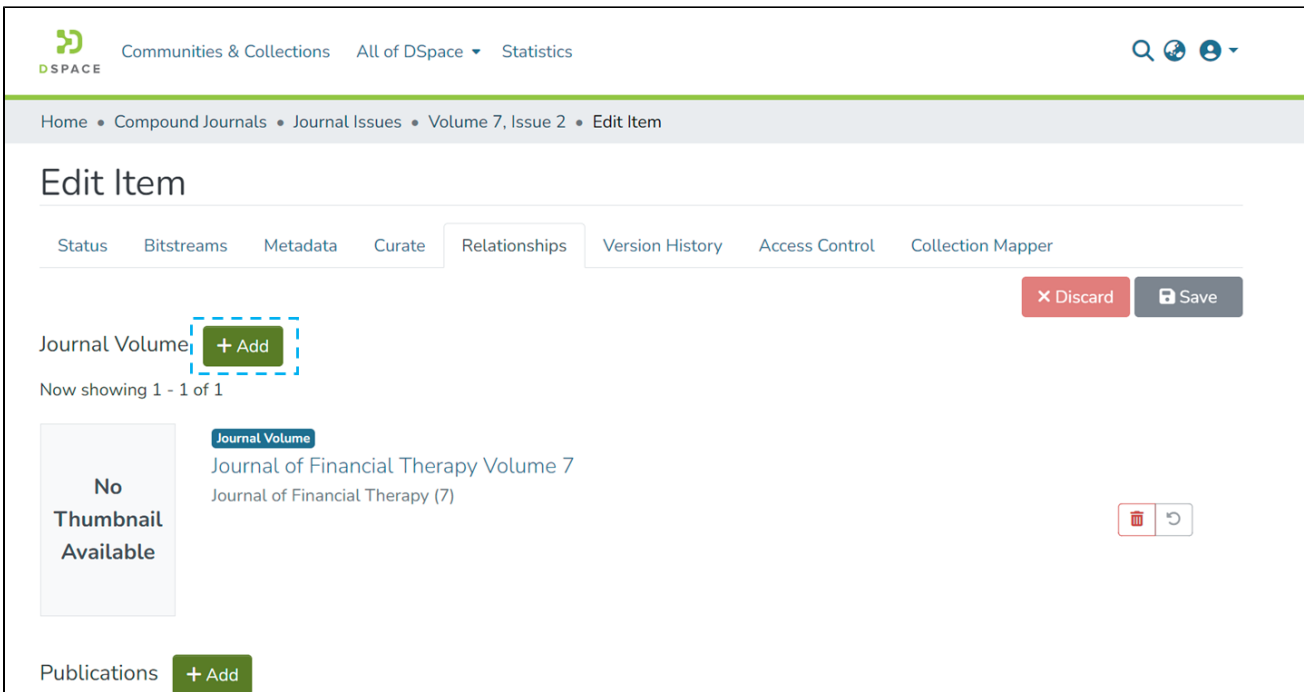 DSPACE Communities & Collections All of DSpace Statistics
Home • Compound Journals • Journal Issues • Volume 7, Issue 2 • Edit Item
Edit Item
Status Bitstreams Metadata Curate Relationships Version History Access Control Collection Mapper
× Discard Save
Journal Volume + Add
Now showing 1 - 1 of 1
Journal Volume
Journal of Financial Therapy Volume 7
Journal of Financial Therapy (7)
No
Thumbnail
Available
Publications + Add